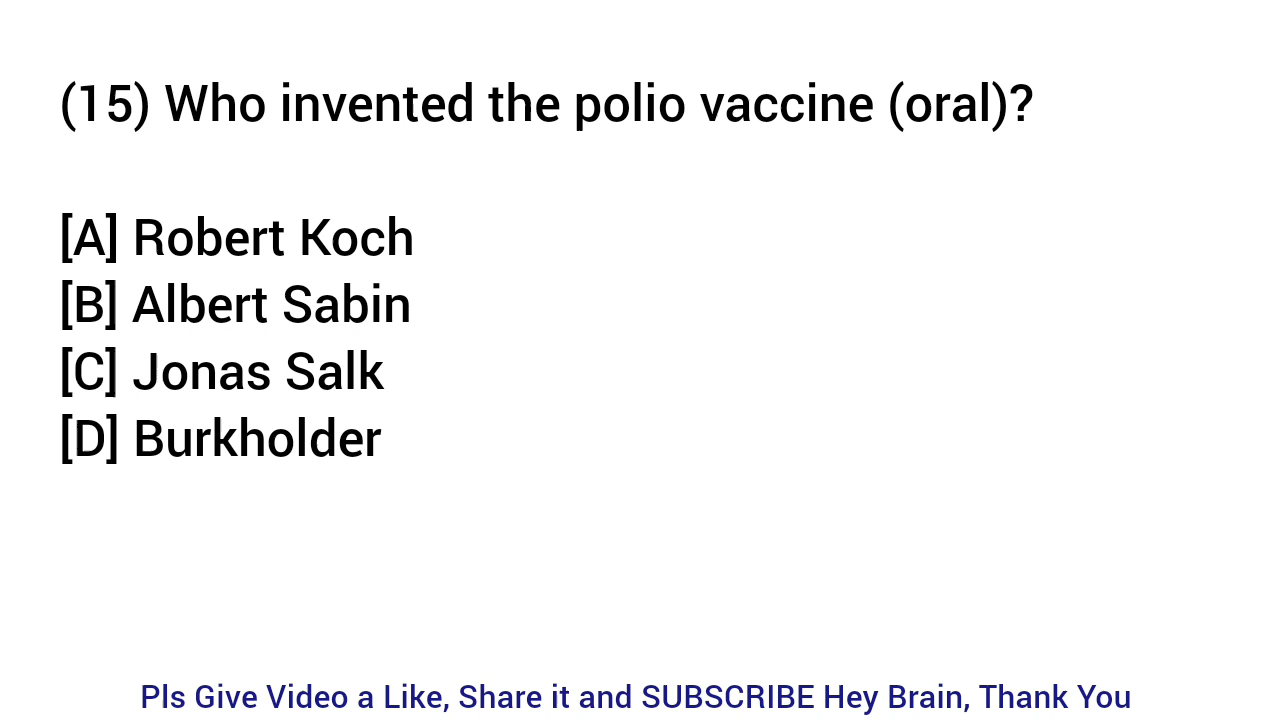 (15) Who invented the polio vaccine (oral)?
[A] Robert Koch
[B] Albert Sabin
[C] Jonas Salk
[D] Burkholder
Pls Give Video a Like, Share it and SUBSCRIBE Hey Brain, Thank You